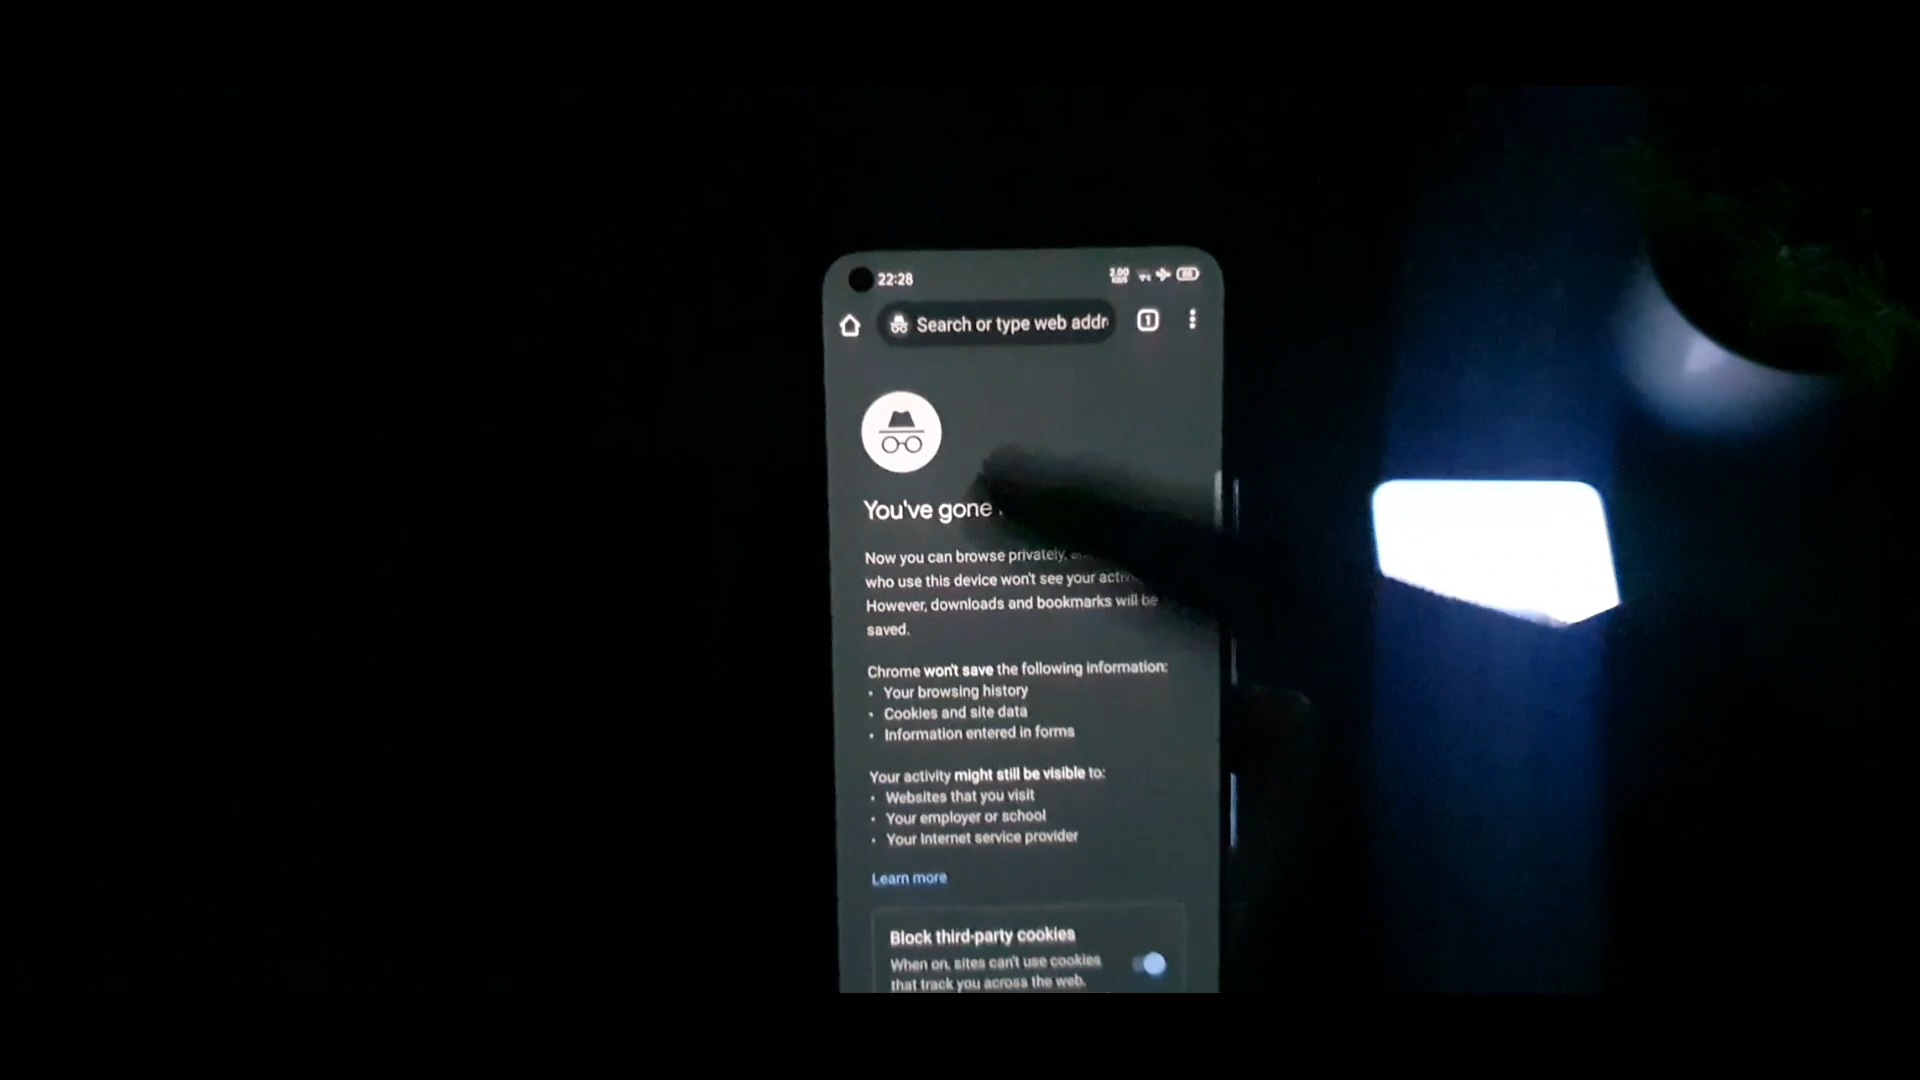 22:28
2.00
Search or type web addr
1
You've gone
Now you can browse privately,
who use this device won't see your
However, downloads and bookmarks will be
saved.
Chrome won't save the following information:
• Your browsing history
• Cookies and site data
• Information entered in forms
Your activity might still be visible to:
• Websites that you visit
• Your employer or school
• Your Internet service provider
Learn more
Block third-party cookies
When on, sites can't use cookies
that track you across the web.